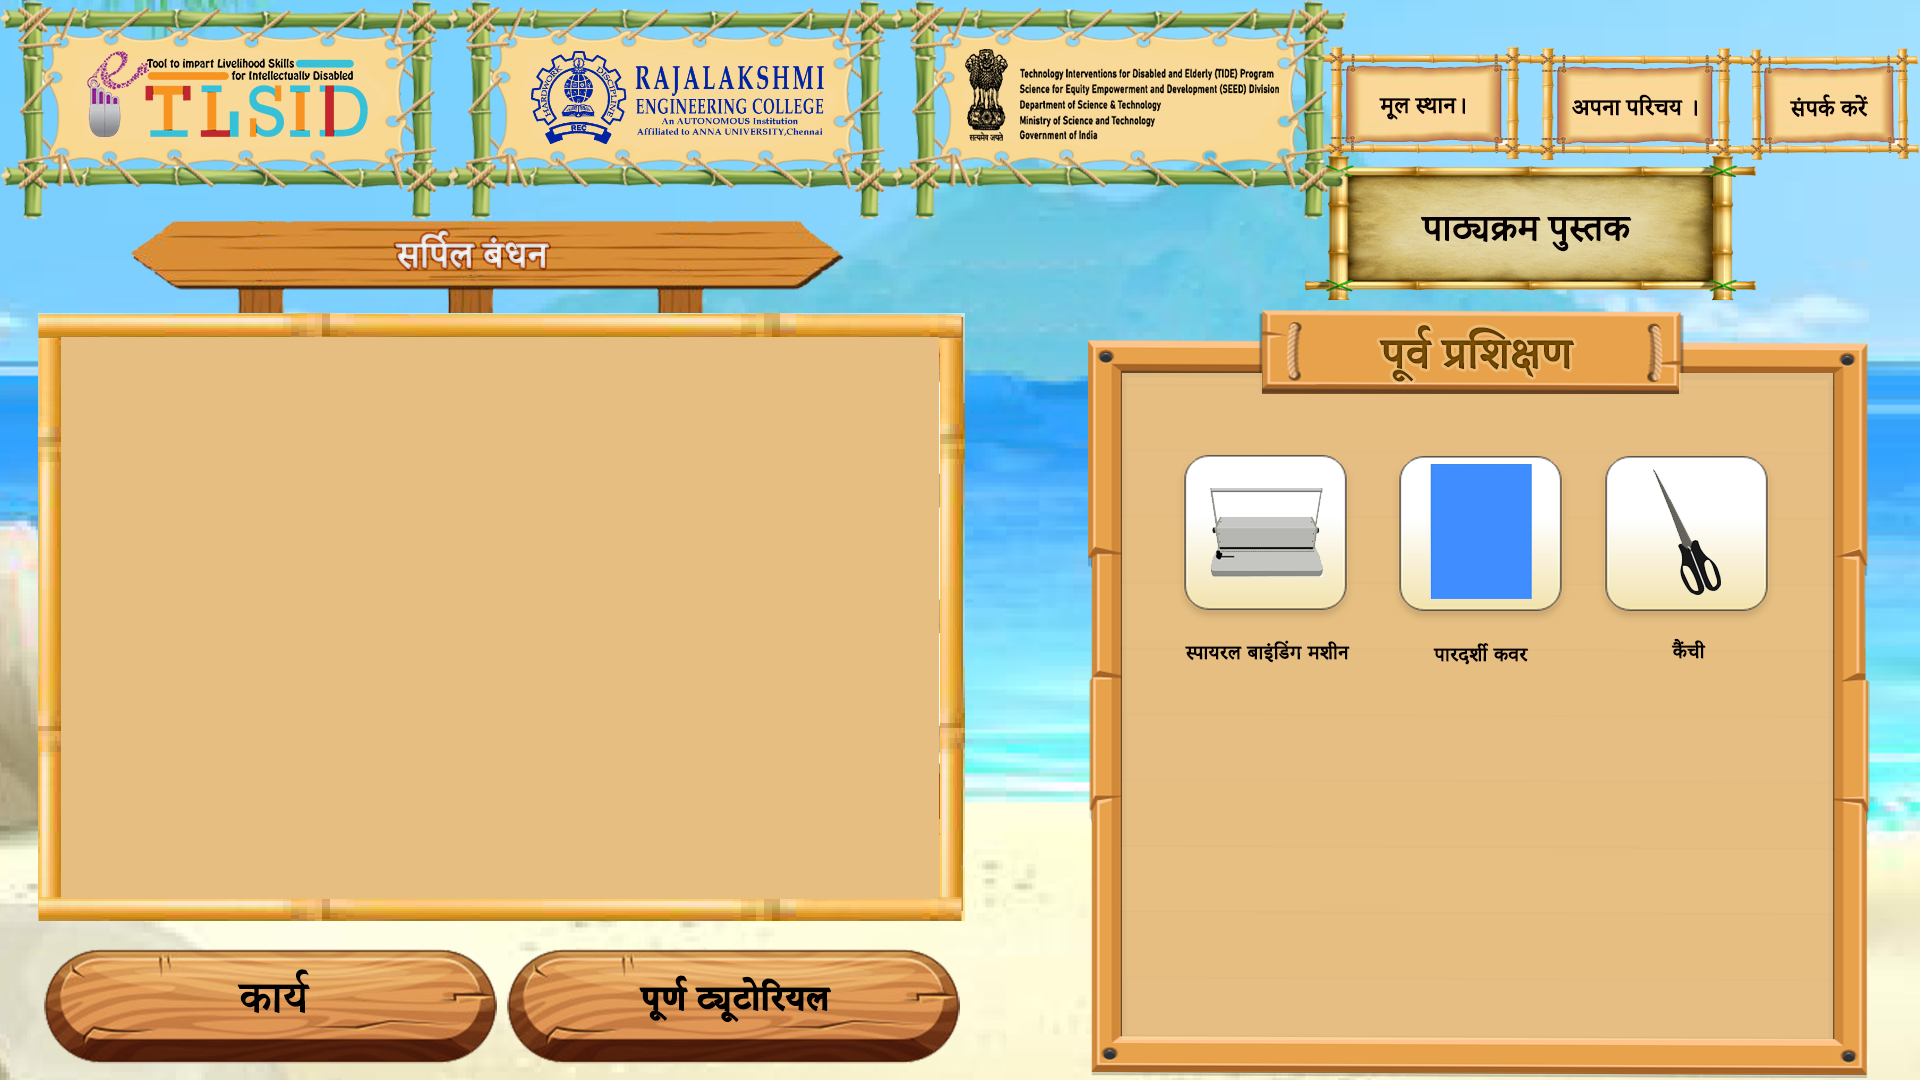 Tool to impart Livelihood Skills
for Intellectually Disabled
e TLSID
HARDWORK DISCIPLINE
REC
RAJALAKSHMI
ENGINEERING COLLEGE
An AUTONOMOUS Institution
Affiliated to ANNA UNIVERSITY,Chennai
सत्यमेव जयते
Technology Interventions for Disabled and Elderly (TIDE) Program
Science for Equity Empowerment and Development (SEED) Division
Department of Science & Technology
Ministry of Science and Technology
Government of India
मूल स्थान।
अपना परिचय ।
संपर्क करें
पाठ्यक्रम पुस्तक
सर्पिल बंधन
पूर्व प्रशिक्षण
स्पायरल बाइंडिंग मशीन
पारदर्शी कवर
कैंची
कार्य
पूर्ण ट्यूटोरियल